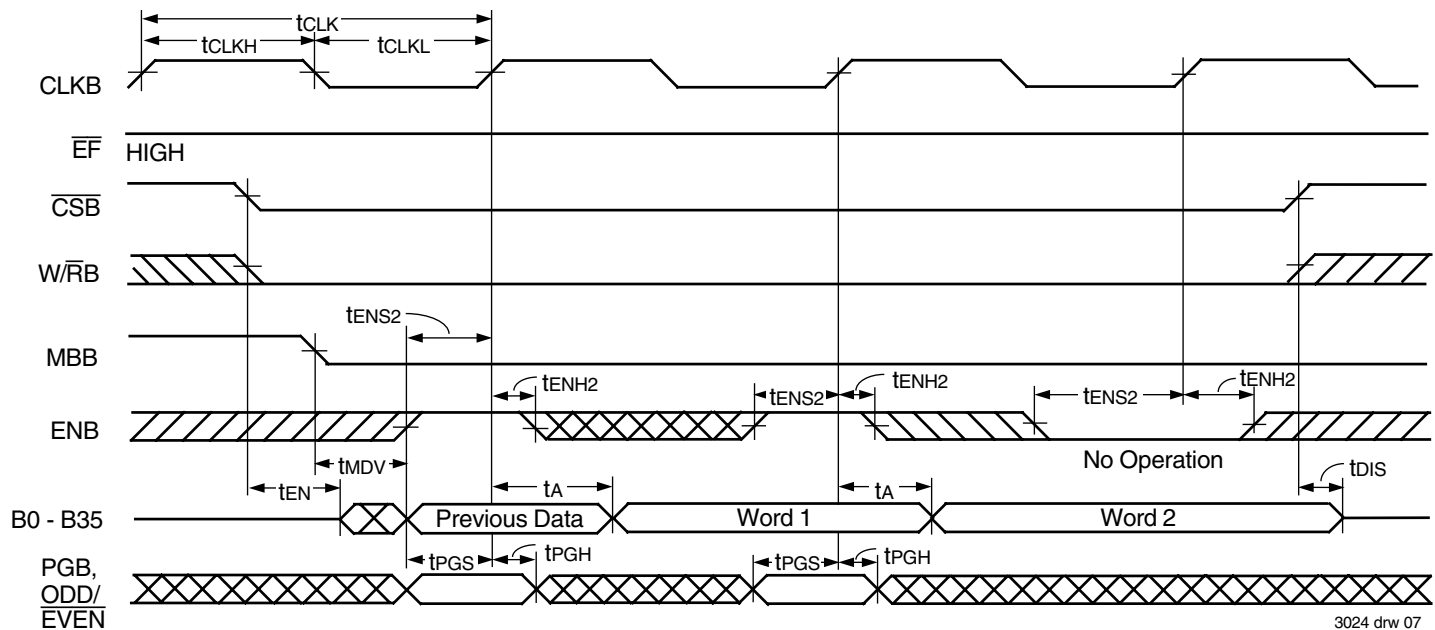 tCLK
tCLKH
tCLKL
CLKB
EF
HIGH
CSB
W/RB
tENS2
MBB
tENH2
tENS2
tENH2
tENS2
tENH2
ENB
No Operation
tMDV
tEN
tA
tA
tDIS
B0 - B35
Previous Data
Word 1
Word 2
tPGS
tPGH
tPGS
tPGH
PGB,
ODD/
EVEN
3024 drw 07